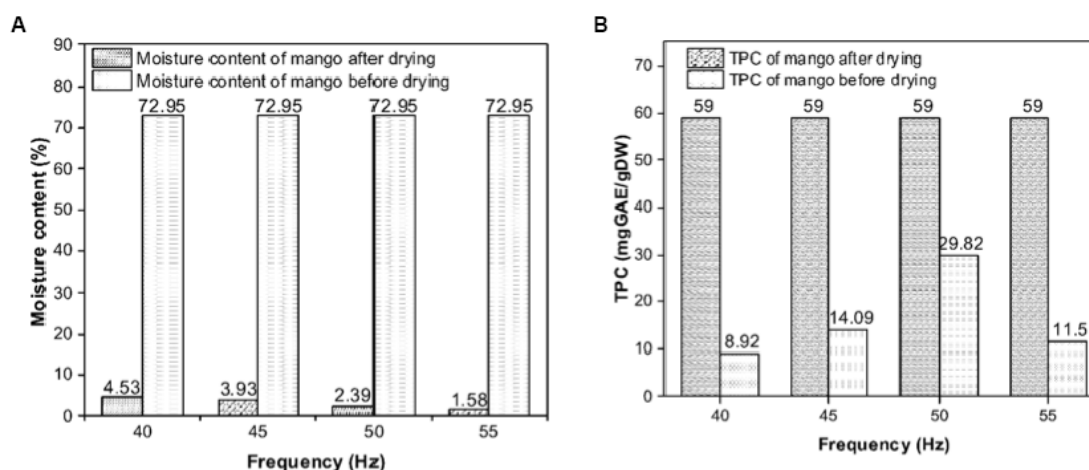 A
90
80
70
60
50
40
30
20
10
0
Moisture content (%)
Moisture content of mango after drying
Moisture content of mango before drying
72.95 72.95 72.95 72.95
4.53 3.93 2.39 1.58
40 45 50 55
Frequency (Hz)
B
70
60
50
40
30
20
10
0
TPC (mgGAE/gDW)
TPC of mango after drying
TPC of mango before drying
59 59 59 59
8.92 14.09 29.82 11.5
40 45 50 55
Frequency (Hz)